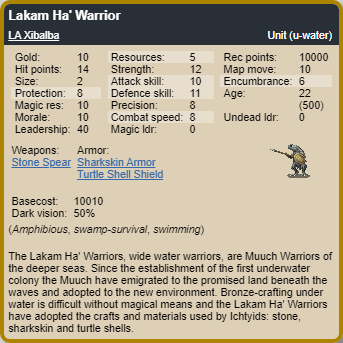 Lakam Ha' Warrior
LA Xibalba Unit (u-water)
Gold: 10 Resources: 5 Rec points: 10000
Hit points: 14 Strength: 12 Map move: 10
Size: 2 Attack skill: 10 Encumbrance: 6
Protection: 8 Defence skill: 11 Age: 22
Magic res: 10 Precision: 8 (500)
Morale: 10 Combat speed: 8 Undead ldr: 0
Leadership: 40 Magic ldr: 0
Weapons: Armor:
Stone Spear Sharkskin Armor
Turtle Shell Shield
Basecost: 10010
Dark vision: 50%
(Amphibious, swamp-survival, swimming)
The Lakam Ha' Warriors, wide water warriors, are Muuch Warriors of
the deeper seas. Since the establishment of the first underwater
colony the Muuch have emigrated to the promised land beneath the
waves and adopted to the new environment. Bronze-crafting under
water is difficult without magical means and the Lakam Ha' Warriors
have adopted the crafts and materials used by Ichtyids: stone,
sharkskin and turtle shells.